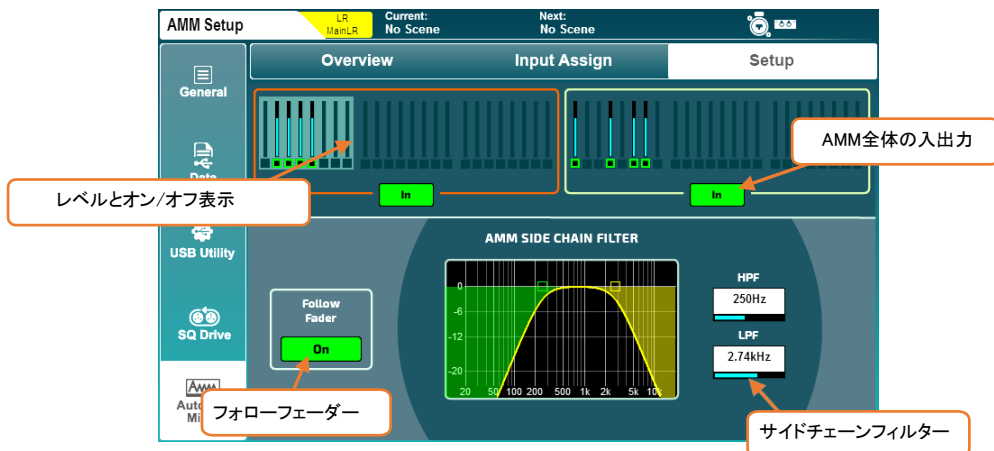 AMM Setup
LR
MainLR
Current:
No Scene
Next:
No Scene
General
Data
USB Utility
SQ Drive
Amm
Overview
Input Assign
Setup
In
In
AMM全体の入出力
レベルとオン/オフ表示
AMM SIDE CHAIN FILTER
Follow
Fader
On
0
-6
-12
-20
20 50 100 200 500 1k 2k 5k
HPF
250Hz
LPF
2.74kHz
フォローフェーダー
サイドチェーンフィルター